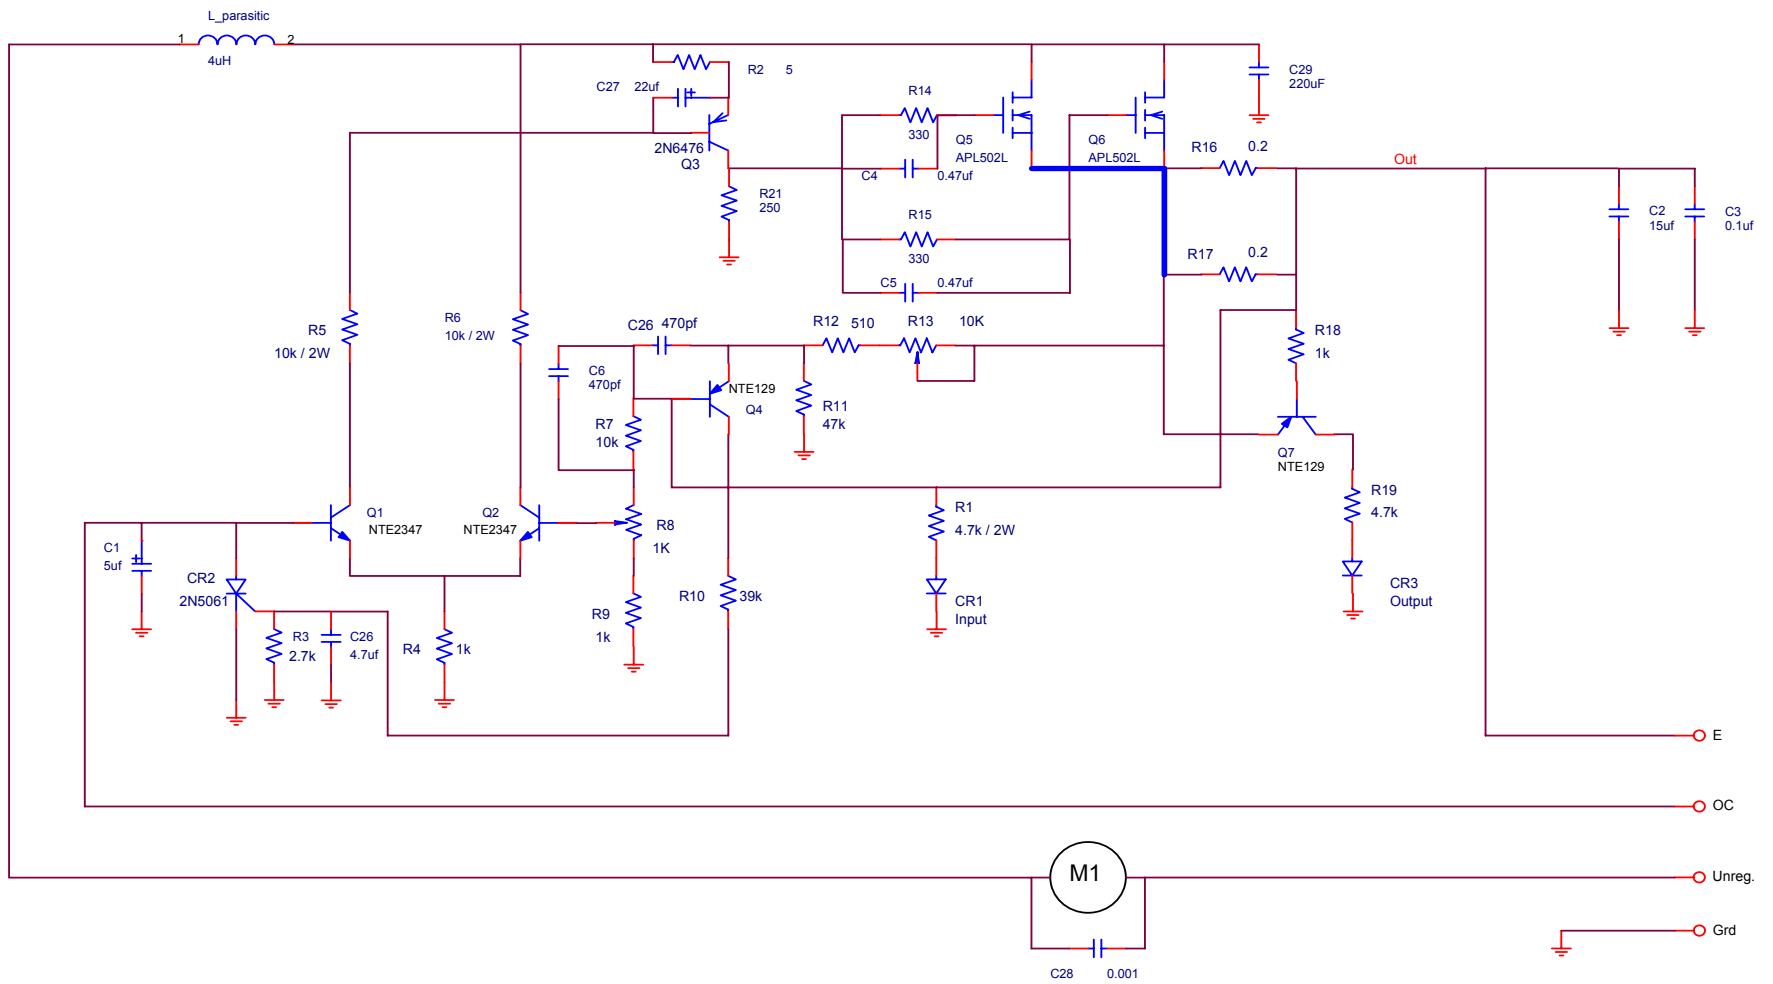 L_parasitic
1
2
4uH
R2
5
C27
22uf
2N6476
Q3
R14
330
Q5
APL502L
C4
0.47uf
Q6
APL502L
C29
220uF
R16
0.2
Out
R21
250
R15
330
C5
0.47uf
R17
0.2
C2
15uf
C3
0.1uf
R5
10k / 2W
R6
10k / 2W
C26
470pf
R12
510
R13
10K
R18
1k
C6
470pf
NTE129
Q4
R11
47k
R7
10k
Q7
NTE129
Q1
NTE2347
Q2
NTE2347
R8
1K
R1
4.7k / 2W
R19
4.7k
C1
5uf
CR2
2N5061
R10
39k
CR1
Input
CR3
Output
R9
1k
R3
2.7k
C26
4.7uf
R4
1k
E
OC
M1
Unreg.
Grd
C28
0.001